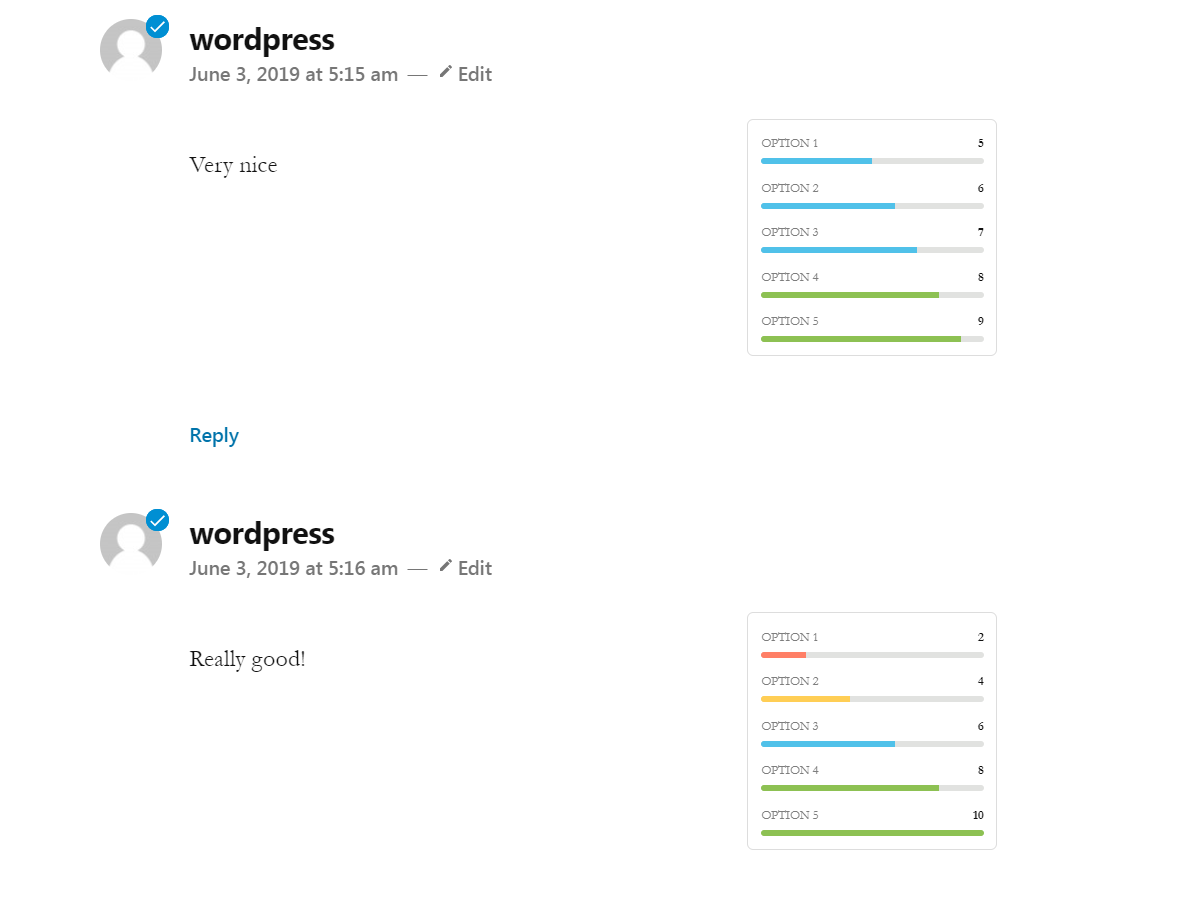 wordpress
June 3, 2019 at 5:15 am — Edit
Very nice
OPTION 1 5
OPTION 2 6
OPTION 3 7
OPTION 4 8
OPTION 5 9
Reply
wordpress
June 3, 2019 at 5:16 am — Edit
Really good!
OPTION 1 2
OPTION 2 4
OPTION 3 6
OPTION 4 8
OPTION 5 10